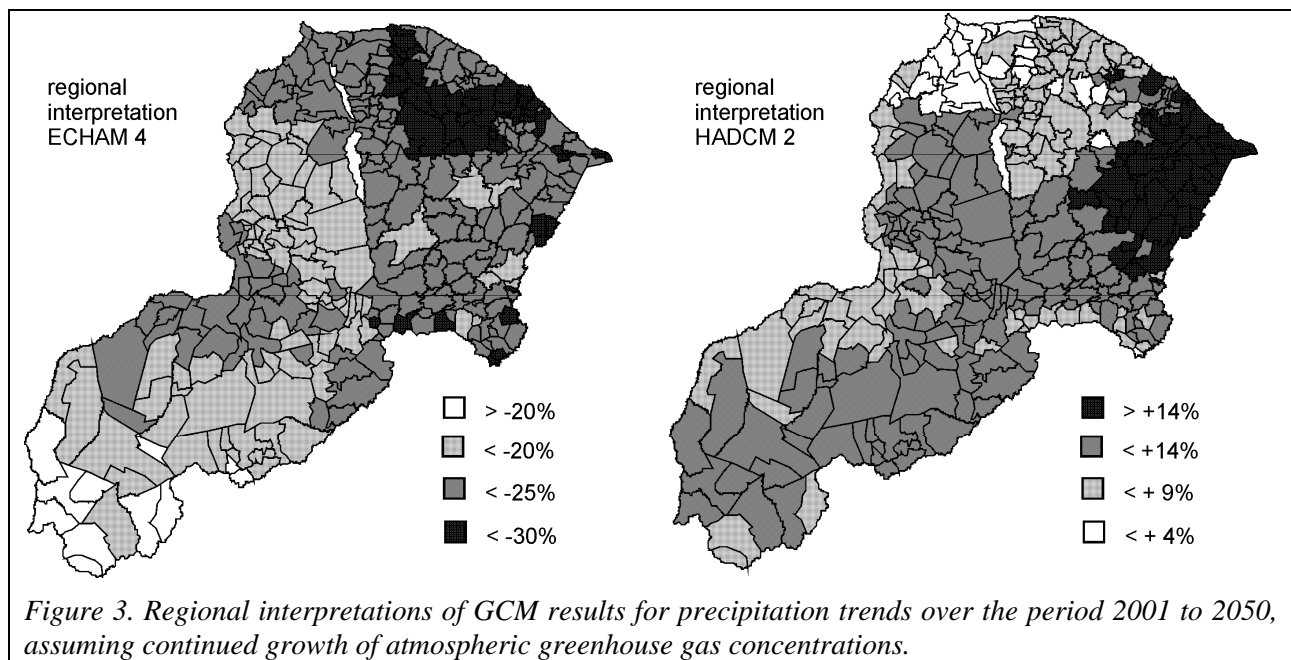 regional
interpretation
ECHAM 4
> -20%
< -20%
< -25%
< -30%
regional
interpretation
HADCM 2
> +14%
< +14%
< + 9%
< + 4%
Figure 3. Regional interpretations of GCM results for precipitation trends over the period 2001 to 2050,
assuming continued growth of atmospheric greenhouse gas concentrations.